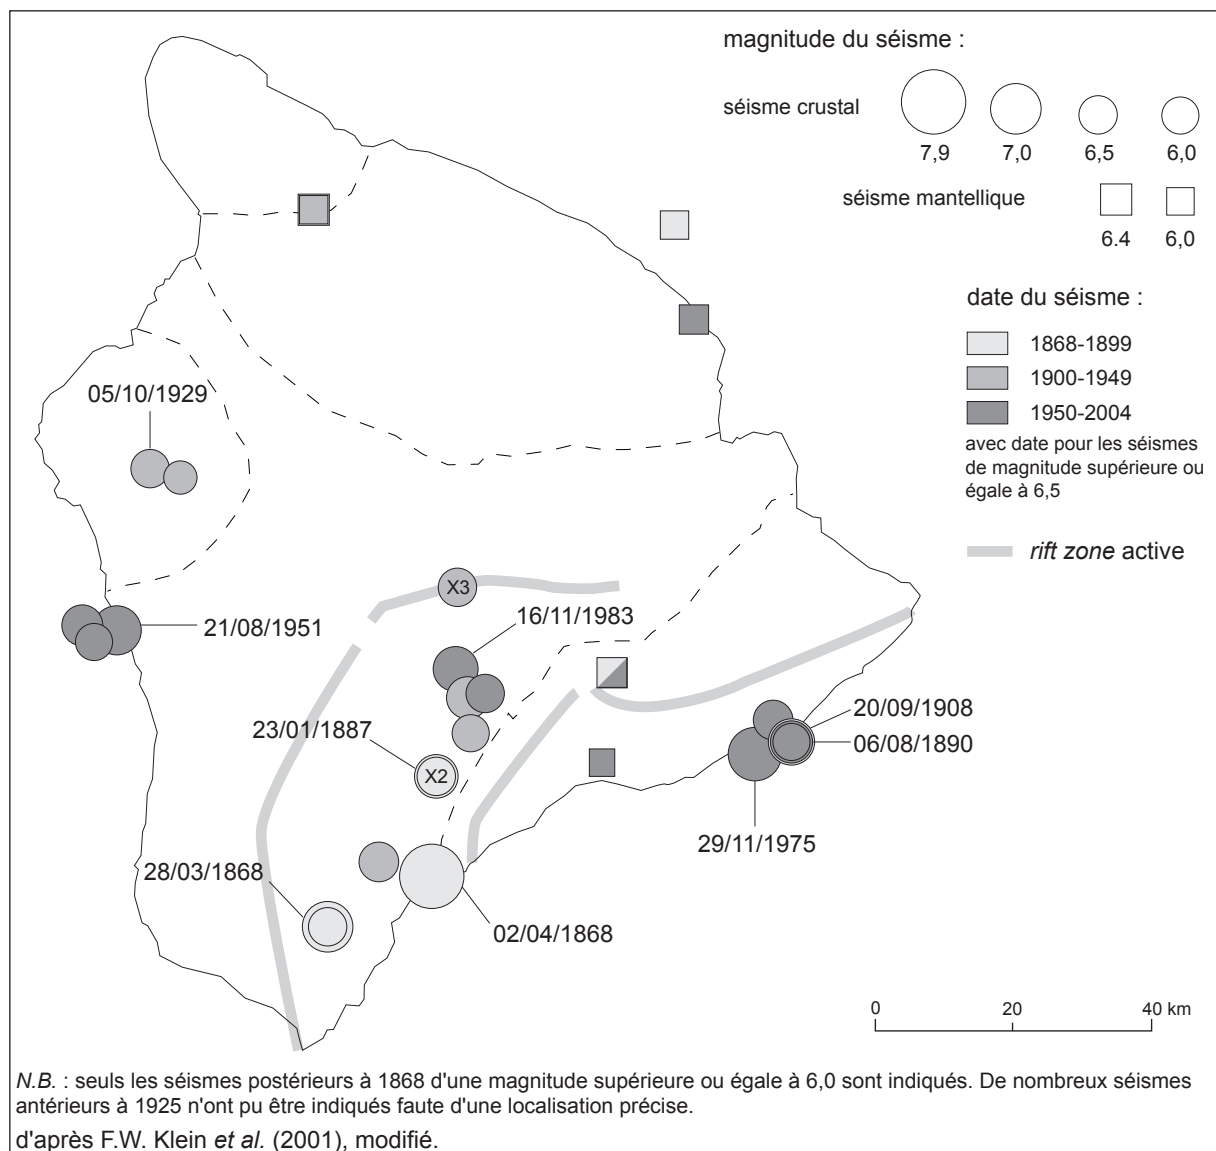 magnitude du séisme :
séisme crustal
7,9 7,0 6,5 6,0
séisme mantellique
6.4 6,0
date du séisme :
1868-1899
1900-1949
1950-2004
avec date pour les séismes
de magnitude supérieure ou
égale à 6,5
rift zone active
05/10/1929
X3
16/11/1983
21/08/1951
23/01/1887
X2
20/09/1908
06/08/1890
29/11/1975
28/03/1868
02/04/1868
0 20 40 km
N.B. : seuls les séismes postérieurs à 1868 d'une magnitude supérieure ou égale à 6,0 sont indiqués. De nombreux séismes
antérieurs à 1925 n'ont pu être indiqués faute d'une localisation précise.
d'après F.W. Klein et al. (2001), modifié.